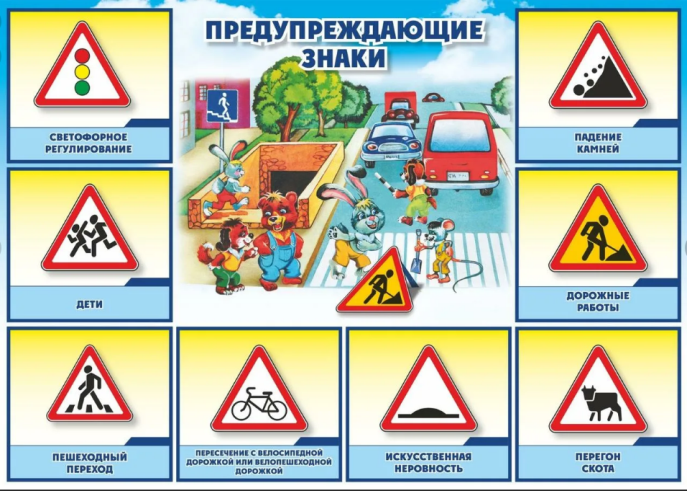 ПРЕДУПРЕЖДАЮЩИЕ
ЗНАКИ
СВЕТОФОРНОЕ
РЕГУЛИРОВАНИЕ
ПАДЕНИЕ
КАМНЕЙ
ДЕТИ
ДОРОЖНЫЕ
РАБОТЫ
ПЕШЕХОДНЫЙ
ПЕРЕХОД
ПЕРЕСЕЧЕНИЕ С ВЕЛОСИПЕДНОЙ
ДОРОЖКОЙ ИЛИ ВЕЛОПЕШЕХОДНОЙ
ДОРОЖКОЙ
ИСКУССТВЕННАЯ
НЕРОВНОСТЬ
ПЕРЕГОН
СКОТА